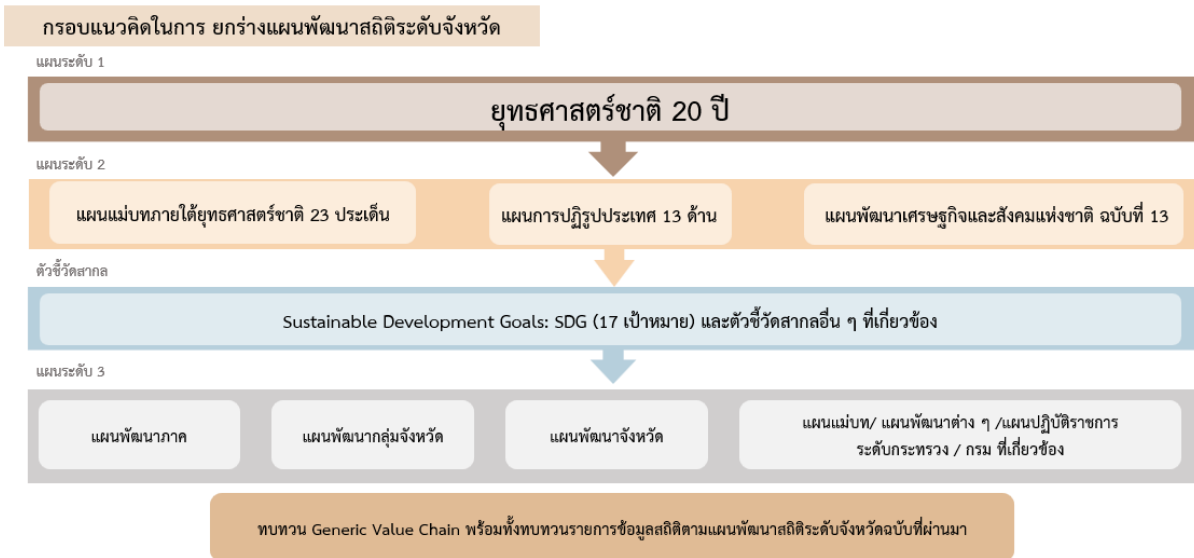 กรอบแนวคิดในการ ยกร่างแผนพัฒนาสถิติระดับจังหวัด
แผนระดับ 1
ยุทธศาสตร์ชาติ 20 ปี
แผนระดับ 2
แผนแม่บทภายใต้ยุทธศาสตร์ชาติ 23 ประเด็น
แผนการปฏิรูปประเทศ 13 ด้าน
แผนพัฒนาเศรษฐกิจและสังคมแห่งชาติ ฉบับที่ 13
ตัวชี้วัดสากล
Sustainable Development Goals: SDG (17 เป้าหมาย) และตัวชี้วัดสากลอื่น ๆ ที่เกี่ยวข้อง
แผนระดับ 3
แผนพัฒนาภาค
แผนพัฒนากลุ่มจังหวัด
แผนพัฒนาจังหวัด
แผนแม่บท/ แผนพัฒนาต่าง ๆ /แผนปฏิบัติราชการ
ระดับกระทรวง / กรม ที่เกี่ยวข้อง
ทบทวน Generic Value Chain พร้อมทั้งทบทวนรายการข้อมูลสถิติตามแผนพัฒนาสถิติระดับจังหวัดฉบับที่ผ่านมา